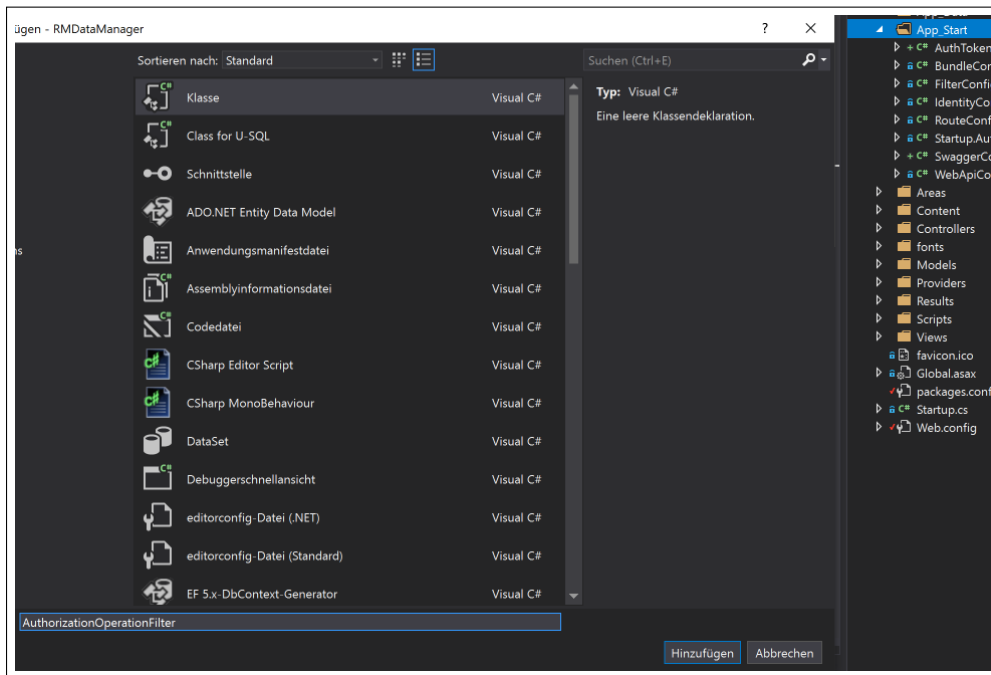 ügen - RMDataManager
?
Sortieren nach: Standard
Suchen (Ctrl+E)
Klasse Visual C#
Class for U-SQL Visual C#
Schnittstelle Visual C#
ADO.NET Entity Data Model Visual C#
Anwendungsmanifestdatei Visual C#
Assemblyinformationsdatei Visual C#
Codedatei Visual C#
CSharp Editor Script Visual C#
CSharp MonoBehaviour Visual C#
DataSet Visual C#
Debuggerschnellansicht Visual C#
editorconfig-Datei (.NET) Visual C#
editorconfig-Datei (Standard) Visual C#
EF 5.x-DbContext-Generator Visual C#
Typ: Visual C#
Eine leere Klassendeklaration.
ns
AuthorizationOperationFilter
Hinzufügen Abbrechen
App_Start
+ C# AuthToken
C# BundleCon
C# FilterConfi
C# IdentityCo
C# RouteConf
C# Startup.Au
+ C# SwaggerCo
C# WebApiCo
Areas
Content
Controllers
fonts
Models
Providers
Results
Scripts
Views
favicon.ico
Global.asax
packages.conf
C# Startup.cs
Web.config